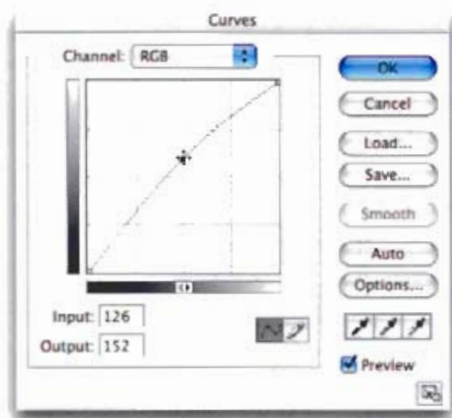 Curves
Channel: RGB
OK
Cancel
Load...
Save...
Smooth
Auto
Options...
Input: 126
Output: 152
Preview